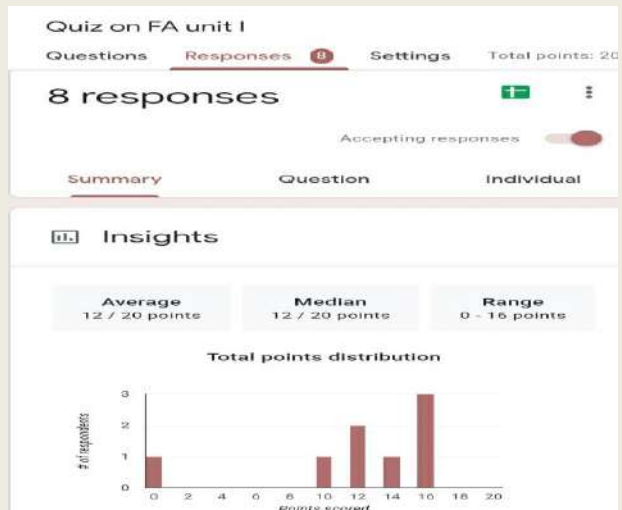 Quiz on FA unit I
Questions Responses 8 Settings Total points: 20
8 responses
Accepting responses
Summary Question Individual
Insights
Average Median Range
12 / 20 points 12 / 20 points 0 - 16 points
Total points distribution
# of respondents
3
2
1
0
0 2 4 6 8 10 12 14 16 18 20
Points scored